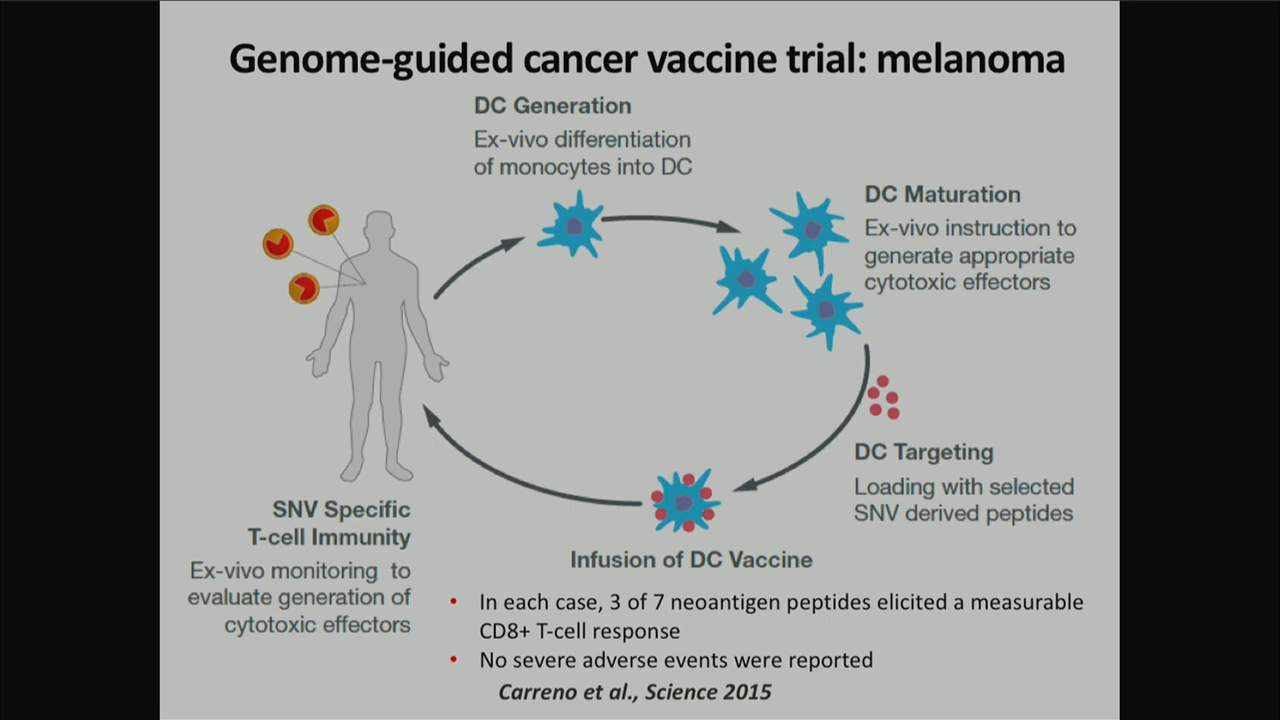 Genome-guided cancer vaccine trial: melanoma
DC Generation
Ex-vivo differentiation
of monocytes into DC
DC Maturation
Ex-vivo instruction to
generate appropriate
cytotoxic effectors
DC Targeting
Loading with selected
SNV derived peptides
Infusion of DC Vaccine
SNV Specific
T-cell Immunity
Ex-vivo monitoring to
evaluate generation of
cytotoxic effectors
• In each case, 3 of 7 neoantigen peptides elicited a measurable
CD8+ T-cell response
• No severe adverse events were reported
Carreno et al., Science 2015